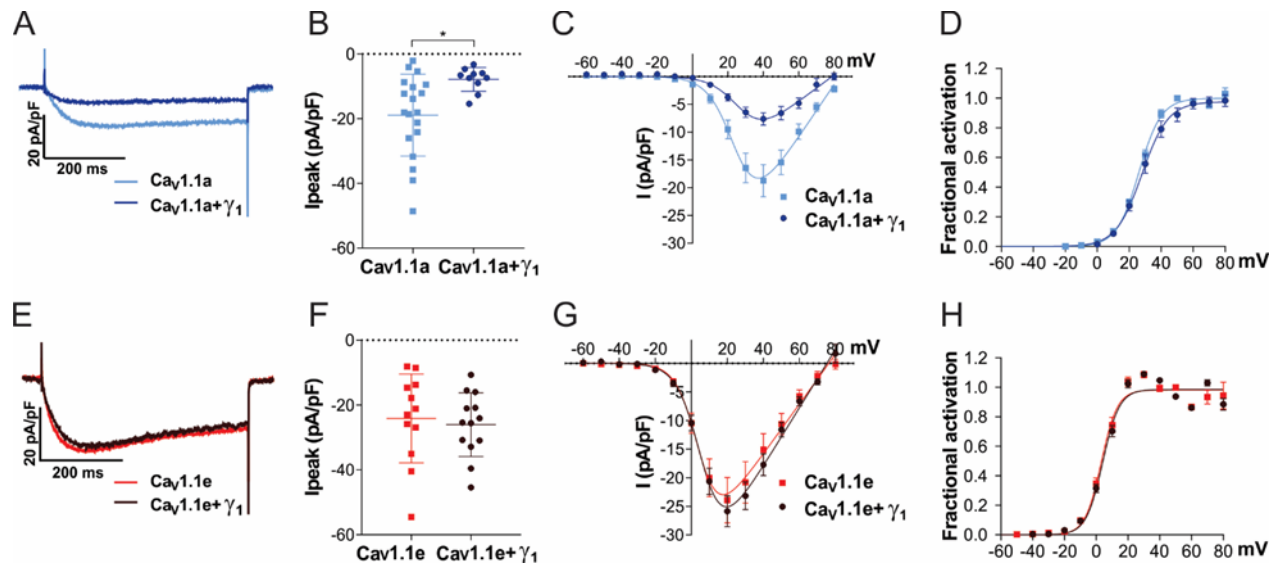 A
20 pA/pF
200 ms
CaV1.1a
CaV1.1a+γ1
B
*
Ipeak (pA/pF)
0
-20
-40
-60
Cav1.1a Cav1.1a+γ1
C
mV
-60 -40 -20 0 20 40 60 80
I (pA/pF)
-5
-10
-15
-20
-25
-30
CaV1.1a
CaV1.1a+γ1
D
Fractional activation
1.2
1.0
0.8
0.6
0.4
0.2
0.0
-60 -40 -20 0 20 40 60 80 mV
E
20 pA/pF
200 ms
CaV1.1e
CaV1.1e+γ1
F
Ipeak (pA/pF)
0
-20
-40
-60
Cav1.1e Cav1.1e+γ1
G
mV
-60 -40 -20 0 20 40 60 80
I (pA/pF)
-5
-10
-15
-20
-25
-30
CaV1.1e
CaV1.1e+γ1
H
Fractional activation
1.2
1.0
0.8
0.6
0.4
0.2
0.0
-60 -40 -20 0 20 40 60 80 mV